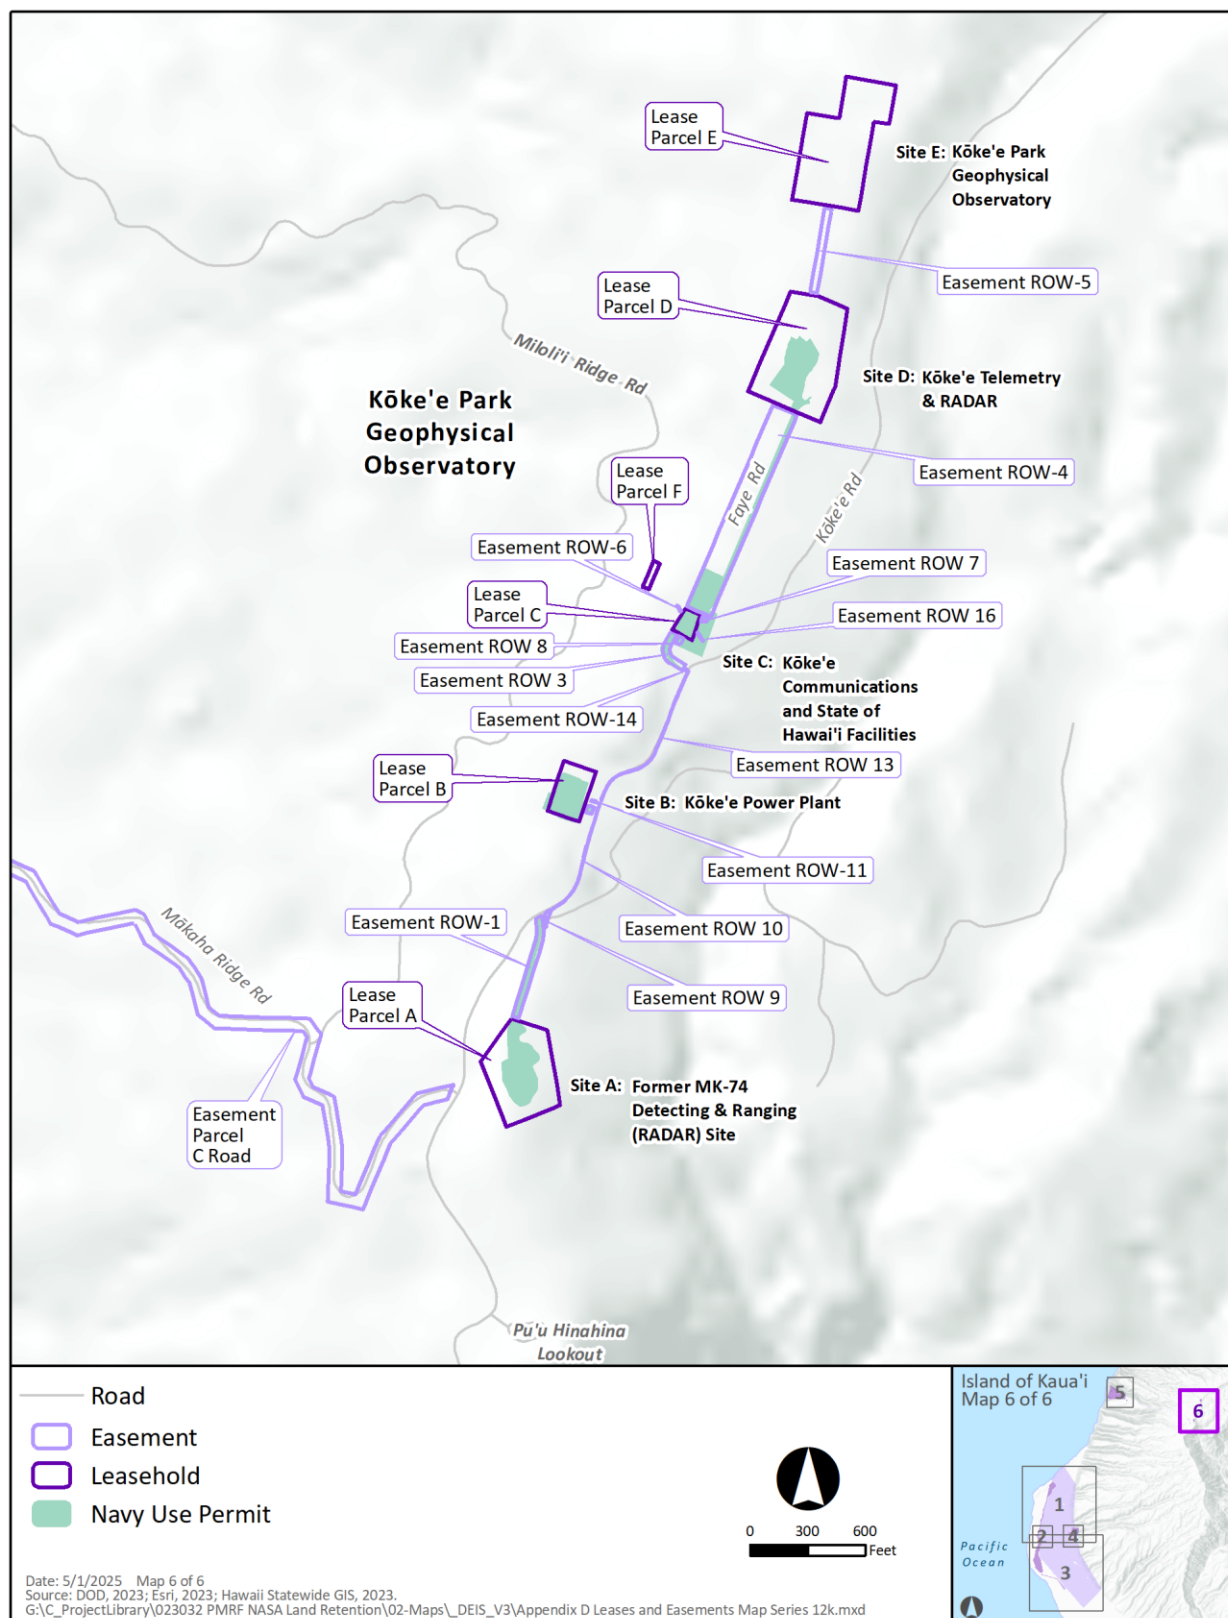 Lease
Parcel E
Site E: Kōke'e Park
Geophysical
Observatory
Easement ROW-5
Lease
Parcel D
Miloli'i Ridge Rd
Site D: Kōke'e Telemetry
& RADAR
Kōke'e Park
Geophysical
Observatory
Lease
Parcel F
Faye Rd
Easement ROW-4
Kōke'e Rd
Easement ROW-6
Easement ROW 7
Lease
Parcel C
Easement ROW 16
Easement ROW 8
Easement ROW 3
Site C: Kōke'e
Communications
and State of
Hawai'i Facilities
Easement ROW-14
Easement ROW 13
Lease
Parcel B
Site B: Kōke'e Power Plant
Easement ROW-11
Easement ROW-1
Easement ROW 10
Mākaha Ridge Rd
Easement ROW 9
Lease
Parcel A
Site A: Former MK-74
Detecting & Ranging
(RADAR) Site
Easement
Parcel
C Road
Pu'u Hinahina
Lookout
Road
Easement
Leasehold
Navy Use Permit
0 300 600
Feet
Island of Kaua'i
Map 6 of 6
5
6
1
2
4
3
Pacific
Ocean
Date: 5/1/2025 Map 6 of 6
Source: DOD, 2023; Esri, 2023; Hawaii Statewide GIS, 2023.
G:\C_ProjectLibrary\023032 PMRF NASA Land Retention\02-Maps\_DEIS_V3\Appendix D Leases and Easements Map Series 12k.mxd